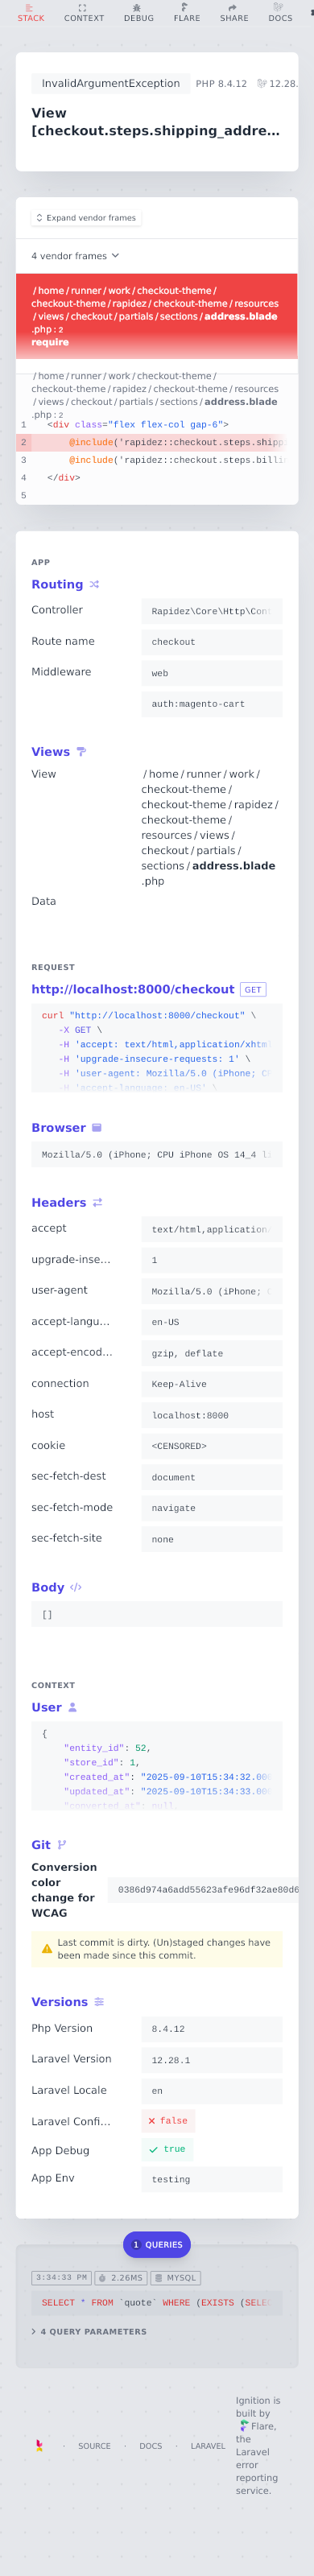 STACK CONTEXT DEBUG FLARE SHARE DOCS
InvalidArgumentException PHP 8.4.12 12.28.
View
[checkout.steps.shipping_addre...
Expand vendor frames
4 vendor frames
/home/runner/work/checkout-theme/
checkout-theme/rapidez/checkout-theme/resources
/views/checkout/partials/sections/address.blade
.php:2
require
/home/runner/work/checkout-theme/
checkout-theme/rapidez/checkout-theme/resources
/views/checkout/partials/sections/address.blade
.php:2
1 <div class="flex flex-col gap-6">
2 @include('rapidez::checkout.steps.shipp
3 @include('rapidez::checkout.steps.billi
4 </div>
5
APP
Routing
Controller Rapidez\Core\Http\Cont
Route name checkout
Middleware web
auth:magento-cart
Views
View /home/runner/work/
checkout-theme/
checkout-theme/rapidez/
checkout-theme/
resources/views/
checkout/partials/
sections/address.blade
.php
Data
REQUEST
http://localhost:8000/checkout GET
curl "http://localhost:8000/checkout" \
-X GET \
-H 'accept: text/html,application/xhtml
-H 'upgrade-insecure-requests: 1' \
-H 'user-agent: Mozilla/5.0 (iPhone; CP
-H 'accept-language: en-US' \
Browser
Mozilla/5.0 (iPhone; CPU iPhone OS 14_4 li
Headers
accept text/html,application/
upgrade-inse... 1
user-agent Mozilla/5.0 (iPhone; C
accept-langu... en-US
accept-encod... gzip, deflate
connection Keep-Alive
host localhost:8000
cookie <CENSORED>
sec-fetch-dest document
sec-fetch-mode navigate
sec-fetch-site none
Body
[]
CONTEXT
User
{
"entity_id": 52,
"store_id": 1,
"created_at": "2025-09-10T15:34:32.000
"updated_at": "2025-09-10T15:34:33.000
"converted_at": null
Git
Conversion
color
change for
WCAG
0386d974a6add55623afe96df32ae80d6
Last commit is dirty. (Un)staged changes have
been made since this commit.
Versions
Php Version 8.4.12
Laravel Version 12.28.1
Laravel Locale en
Laravel Confi... false
App Debug true
App Env testing
1 QUERIES
3:34:33 PM 2.26MS MYSQL
SELECT * FROM `quote` WHERE (EXISTS (SELEC
4 QUERY PARAMETERS
· SOURCE · DOCS · LARAVEL
Ignition is
built by
Flare,
the
Laravel
error
reporting
service.